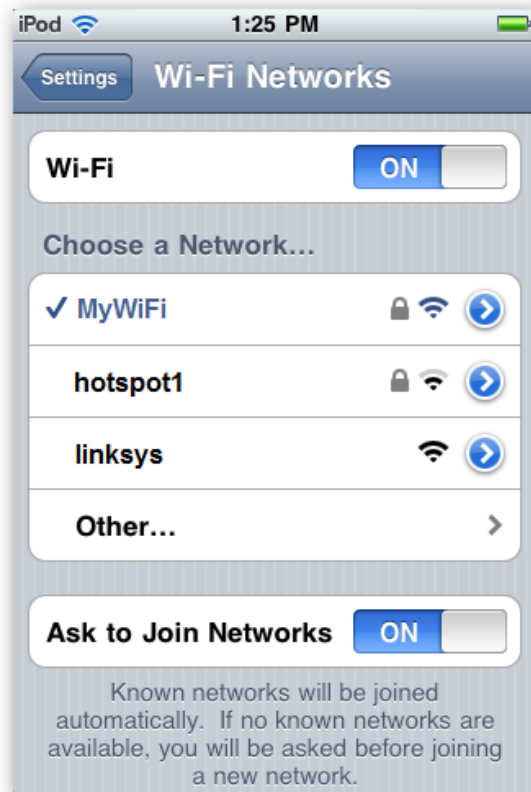 iPod 1:25 PM
Settings Wi-Fi Networks
Wi-Fi ON
Choose a Network...
✓ MyWiFi
hotspot1
linksys
Other...
Ask to Join Networks ON
Known networks will be joined
automatically. If no known networks are
available, you will be asked before joining
a new network.